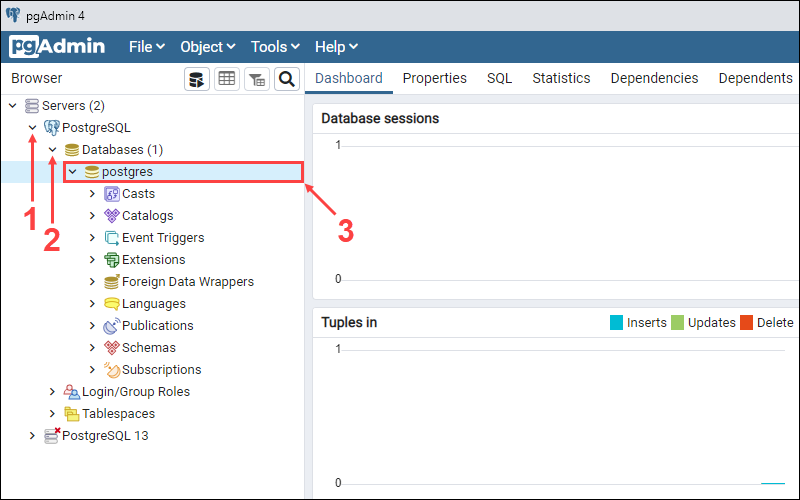 pgAdmin 4
pgAdmin File Object Tools Help
Browser
Dashboard Properties SQL Statistics Dependencies Dependents
Servers (2)
PostgreSQL
Databases (1)
postgres
Casts
Catalogs
Event Triggers
Extensions
Foreign Data Wrappers
Languages
Publications
Schemas
Subscriptions
Login/Group Roles
Tablespaces
PostgreSQL 13
1
2
3
Database sessions
1
0
Tuples in
Inserts Updates Delete
1
0